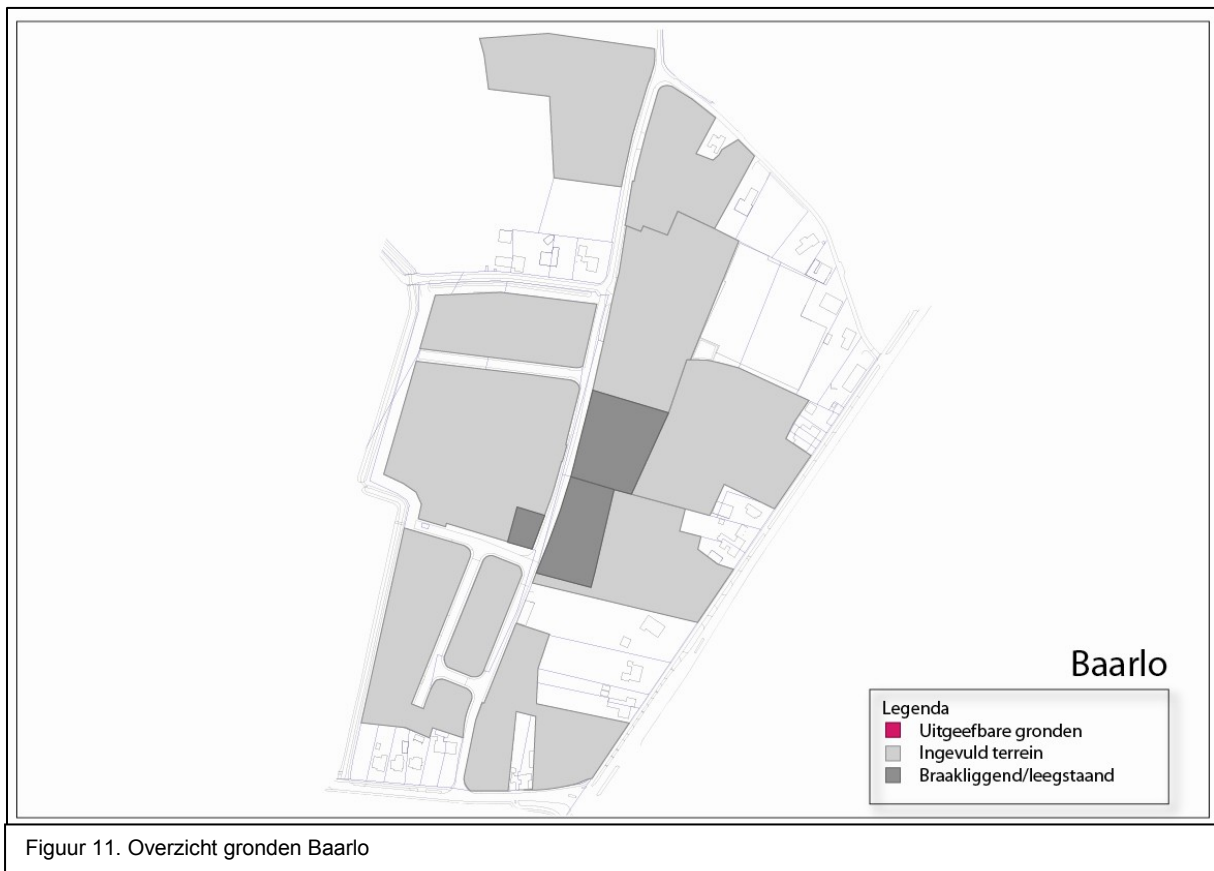 Baarlo
Legenda
Uitgeefbare gronden
Ingevuld terrein
Braakliggend/leegstaand
Figuur 11. Overzicht gronden Baarlo